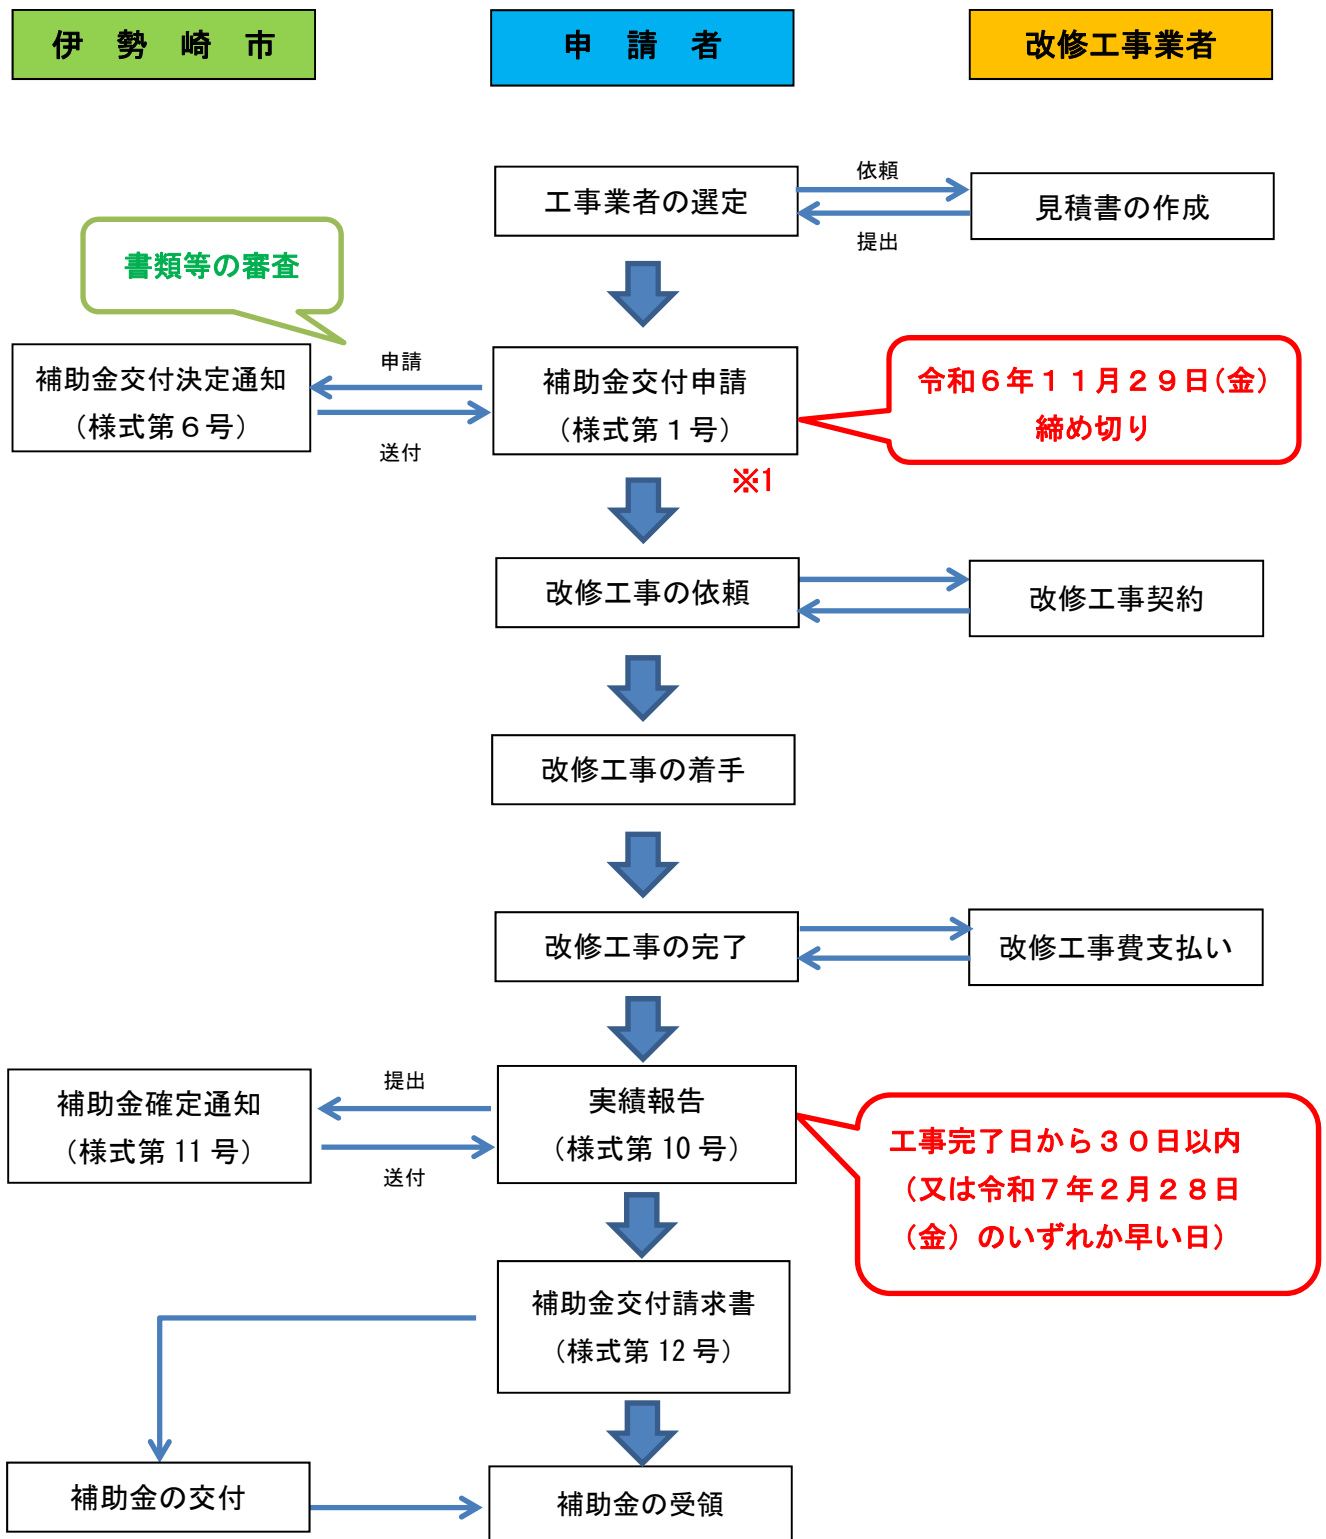 伊 勢 崎 市
申 請 者
改修工事業者
工事業者の選定
依頼
提出
見積書の作成
書類等の審査
補助金交付決定通知
（様式第６号）
申請
送付
補助金交付申請
（様式第１号）
※1
令和６年１１月２９日（金）
締め切り
改修工事の依頼
改修工事契約
改修工事の着手
改修工事の完了
改修工事費支払い
補助金確定通知
（様式第 11 号）
提出
送付
実績報告
（様式第 10 号）
工事完了日から３０日以内
（又は令和７年２月２８日
（金）のいずれか早い日）
補助金交付請求書
（様式第 12 号）
補助金の交付
補助金の受領